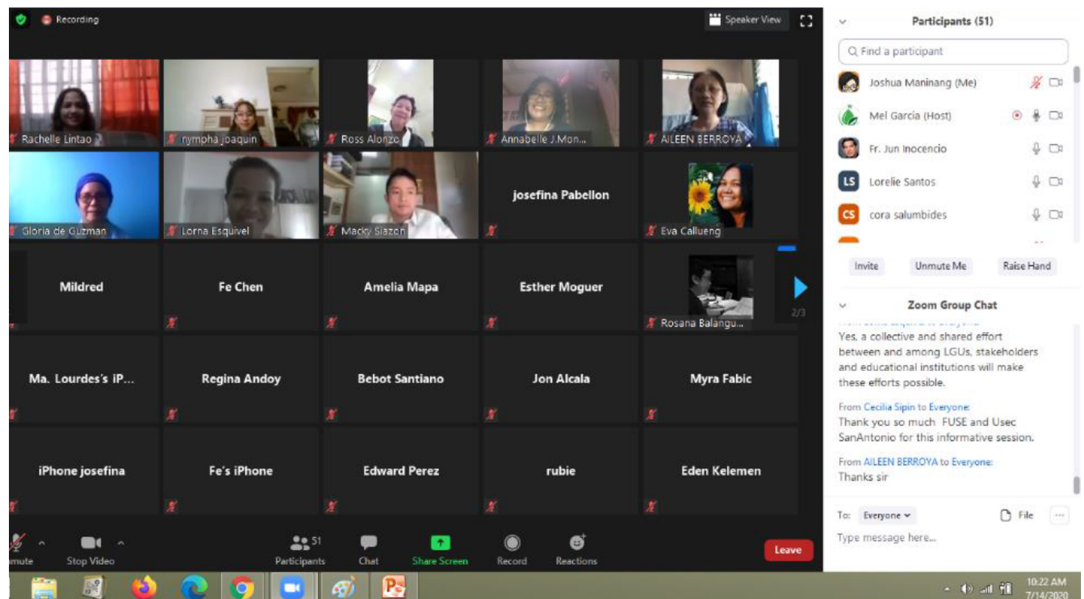 Recording
Speaker View
Rachelle Lintao
nympha joaquin
Ross Alonzo
Annabelle J.Mon...
AILEEN BERROYA
Gloria de Guzman
Lorna Esquivel
Macky Siazon
josefina Pabellon
Eva Callueng
Mildred
Fe Chen
Amelia Mapa
Esther Moguer
Rosana Balangu...
2/3
Ma. Lourdes's iP...
Regina Andoy
Bebot Santiano
Jon Alcala
Myra Fabic
iPhone josefina
Fe's iPhone
Edward Perez
rubie
Eden Kelemen
mute
Stop Video
51
Participants
Chat
Share Screen
Record
Reactions
Leave
Participants (51)
Find a participant
Joshua Maninang (Me)
Mel Garcia (Host)
Fr. Jun Inocencio
LS Lorelie Santos
CS cora salumbides
Invite Unmute Me Raise Hand
Zoom Group Chat
Yes, a collective and shared effort
between and among LGUs, stakeholders
and educational institutions will make
these efforts possible.
From Cecilia Sipin to Everyone:
Thank you so much FUSE and Usec
SanAntonio for this informative session.
From AILEEN BERROYA to Everyone:
Thanks sir
To: Everyone File ...
Type message here...
10:22 AM
7/14/2020